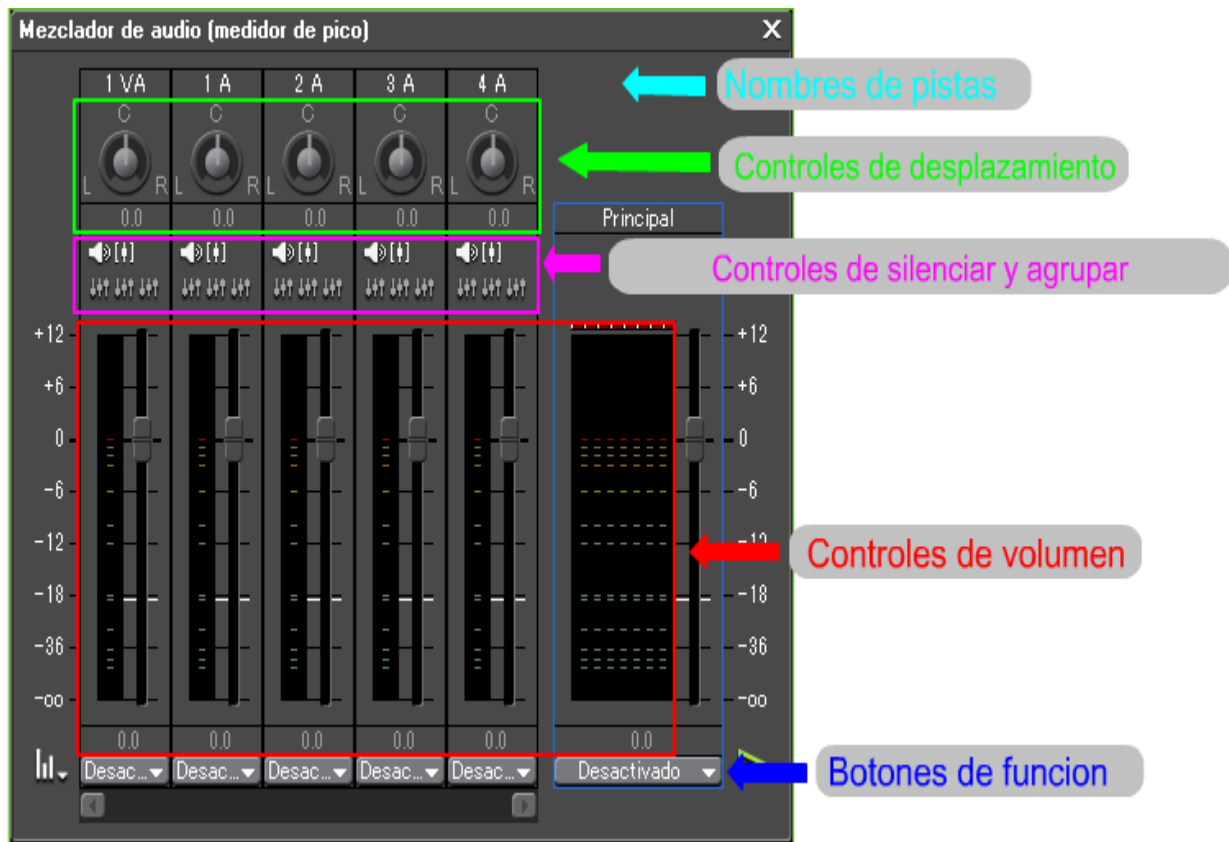 Mezclador de audio (medidor de pico) X
1 VA 1 A 2 A 3 A 4 A
Nombres de pistas
C C C C C
L R L R L R L R L R
Controles de desplazamiento
0.0 0.0 0.0 0.0 0.0
Principal
Controles de silenciar y agrupar
+12 +12
+6 +6
0 0
-6 -6
-12 -12
Controles de volumen
-18 -18
-36 -36
-oo -oo
0.0 0.0 0.0 0.0 0.0 0.0
Desac... Desac... Desac... Desac... Desac... Desactivado
Botones de funcion